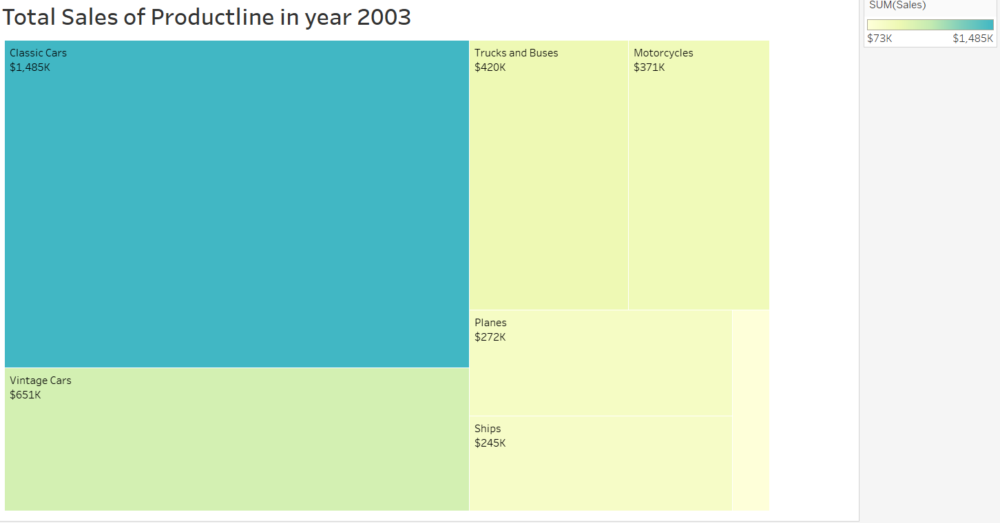 Total Sales of Productline in year 2003
SUM(Sales)
$73K
$1,485K
Classic Cars
$1,485K
Trucks and Buses
$420K
Motorcycles
$371K
Planes
$272K
Vintage Cars
$651K
Ships
$245K